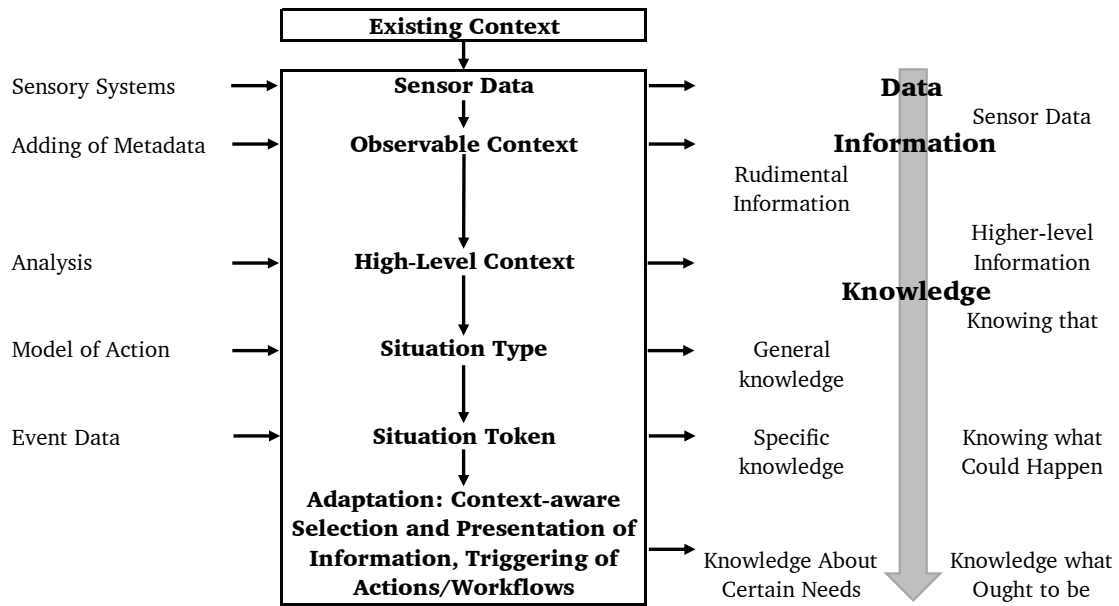 Existing Context
Sensory Systems
Sensor Data
Data
Sensor Data
Adding of Metadata
Observable Context
Information
Rudimental
Information
Higher-level
Information
Analysis
High-Level Context
Knowledge
Knowing that
Model of Action
Situation Type
General
knowledge
Event Data
Situation Token
Specific
knowledge
Knowing what
Could Happen
Adaptation: Context-aware
Selection and Presentation of
Information, Triggering of
Actions/Workflows
Knowledge About
Certain Needs
Knowledge what
Ought to be